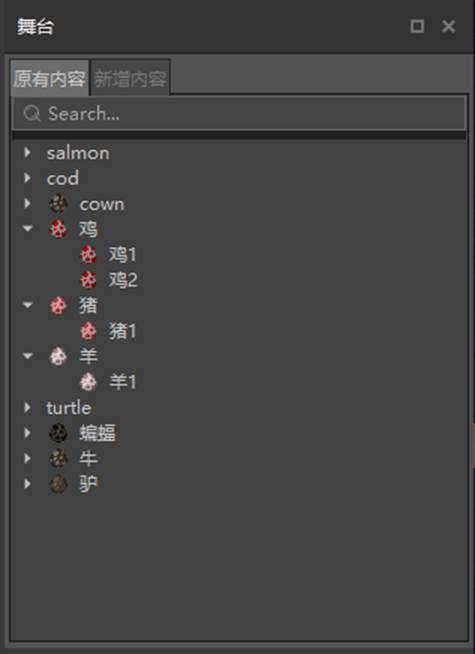 舞台
原有内容 新增内容
Search...
salmon
cod
cown
鸡
鸡1
鸡2
猪
猪1
羊
羊1
turtle
蝙蝠
牛
驴